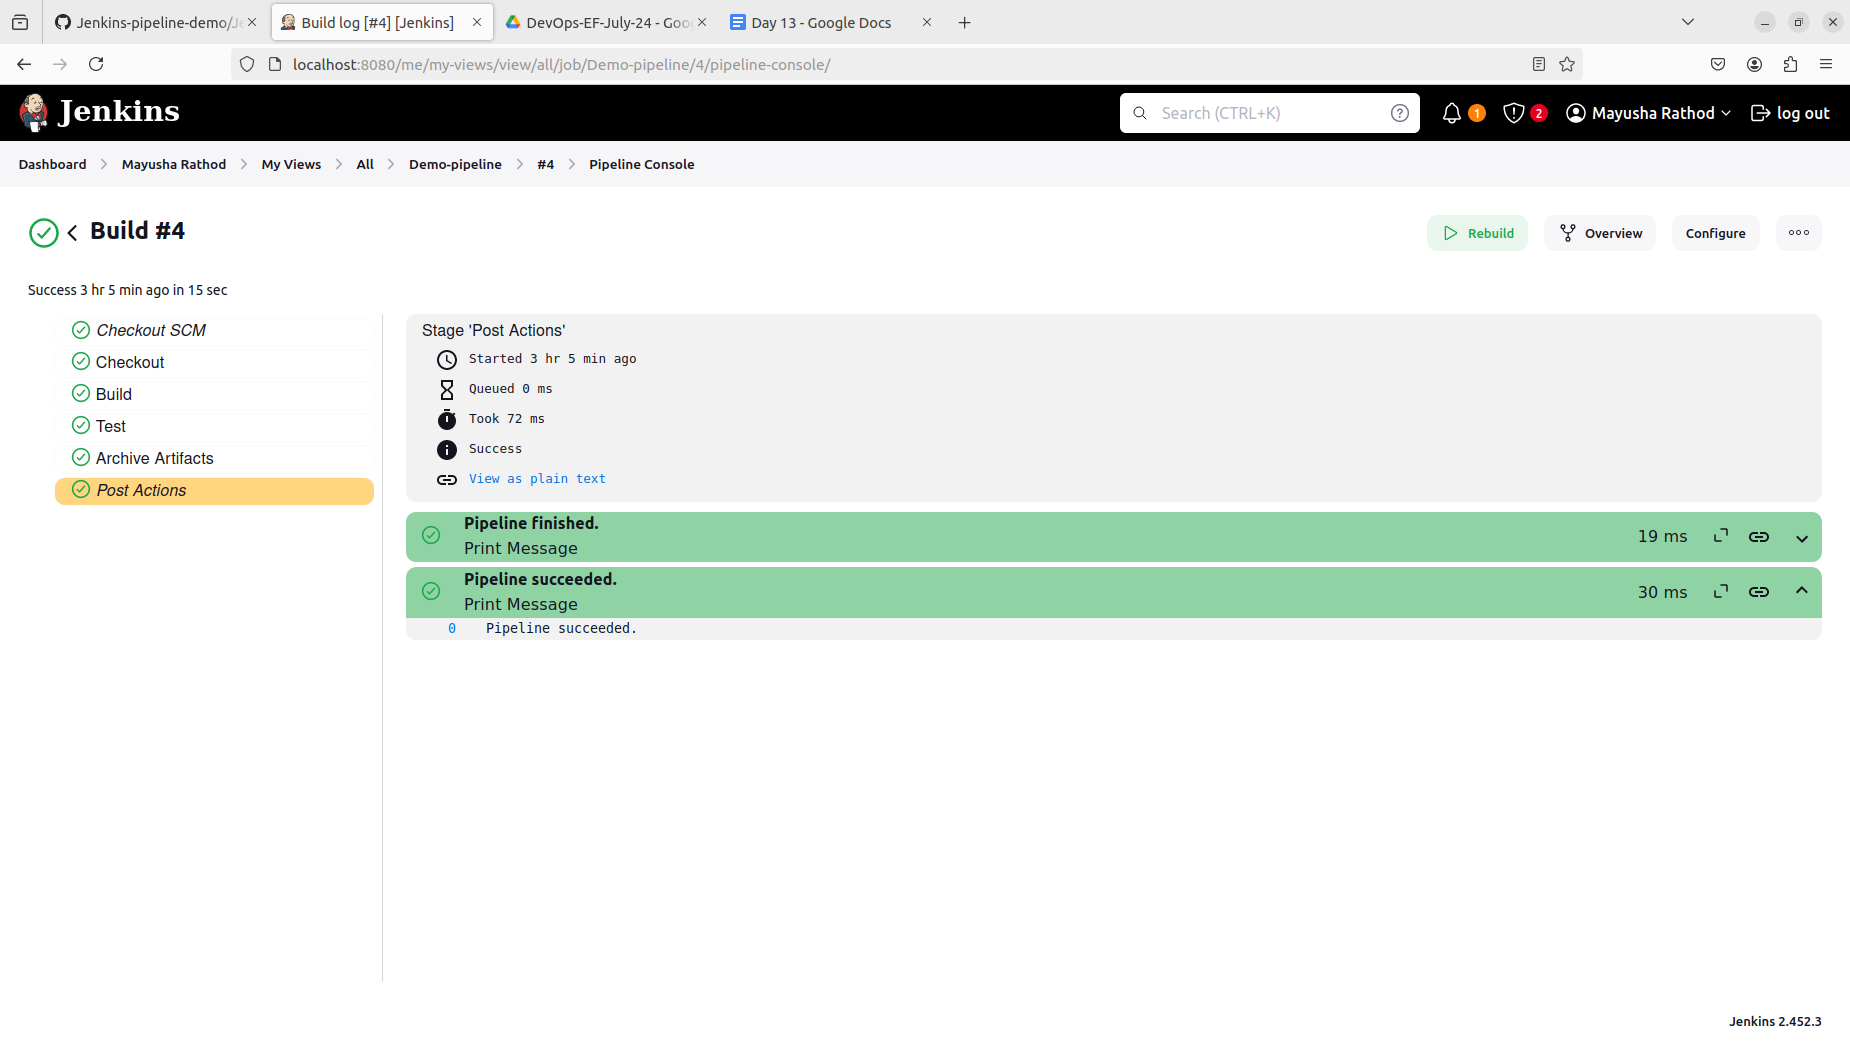 Jenkins-pipeline-demo/Je
Build log [#4] [Jenkins]
DevOps-EF-July-24 - Goo
Day 13 - Google Docs
localhost:8080/me/my-views/view/all/job/Demo-pipeline/4/pipeline-console/
Jenkins
Search (CTRL+K)
1
2
Mayusha Rathod
log out
Dashboard
Mayusha Rathod
My Views
All
Demo-pipeline
#4
Pipeline Console
Build #4
Rebuild
Overview
Configure
Success 3 hr 5 min ago in 15 sec
Checkout SCM
Checkout
Build
Test
Archive Artifacts
Post Actions
Stage 'Post Actions'
Started 3 hr 5 min ago
Queued 0 ms
Took 72 ms
Success
View as plain text
Pipeline finished.
Print Message
19 ms
Pipeline succeeded.
Print Message
30 ms
0 Pipeline succeeded.
Jenkins 2.452.3